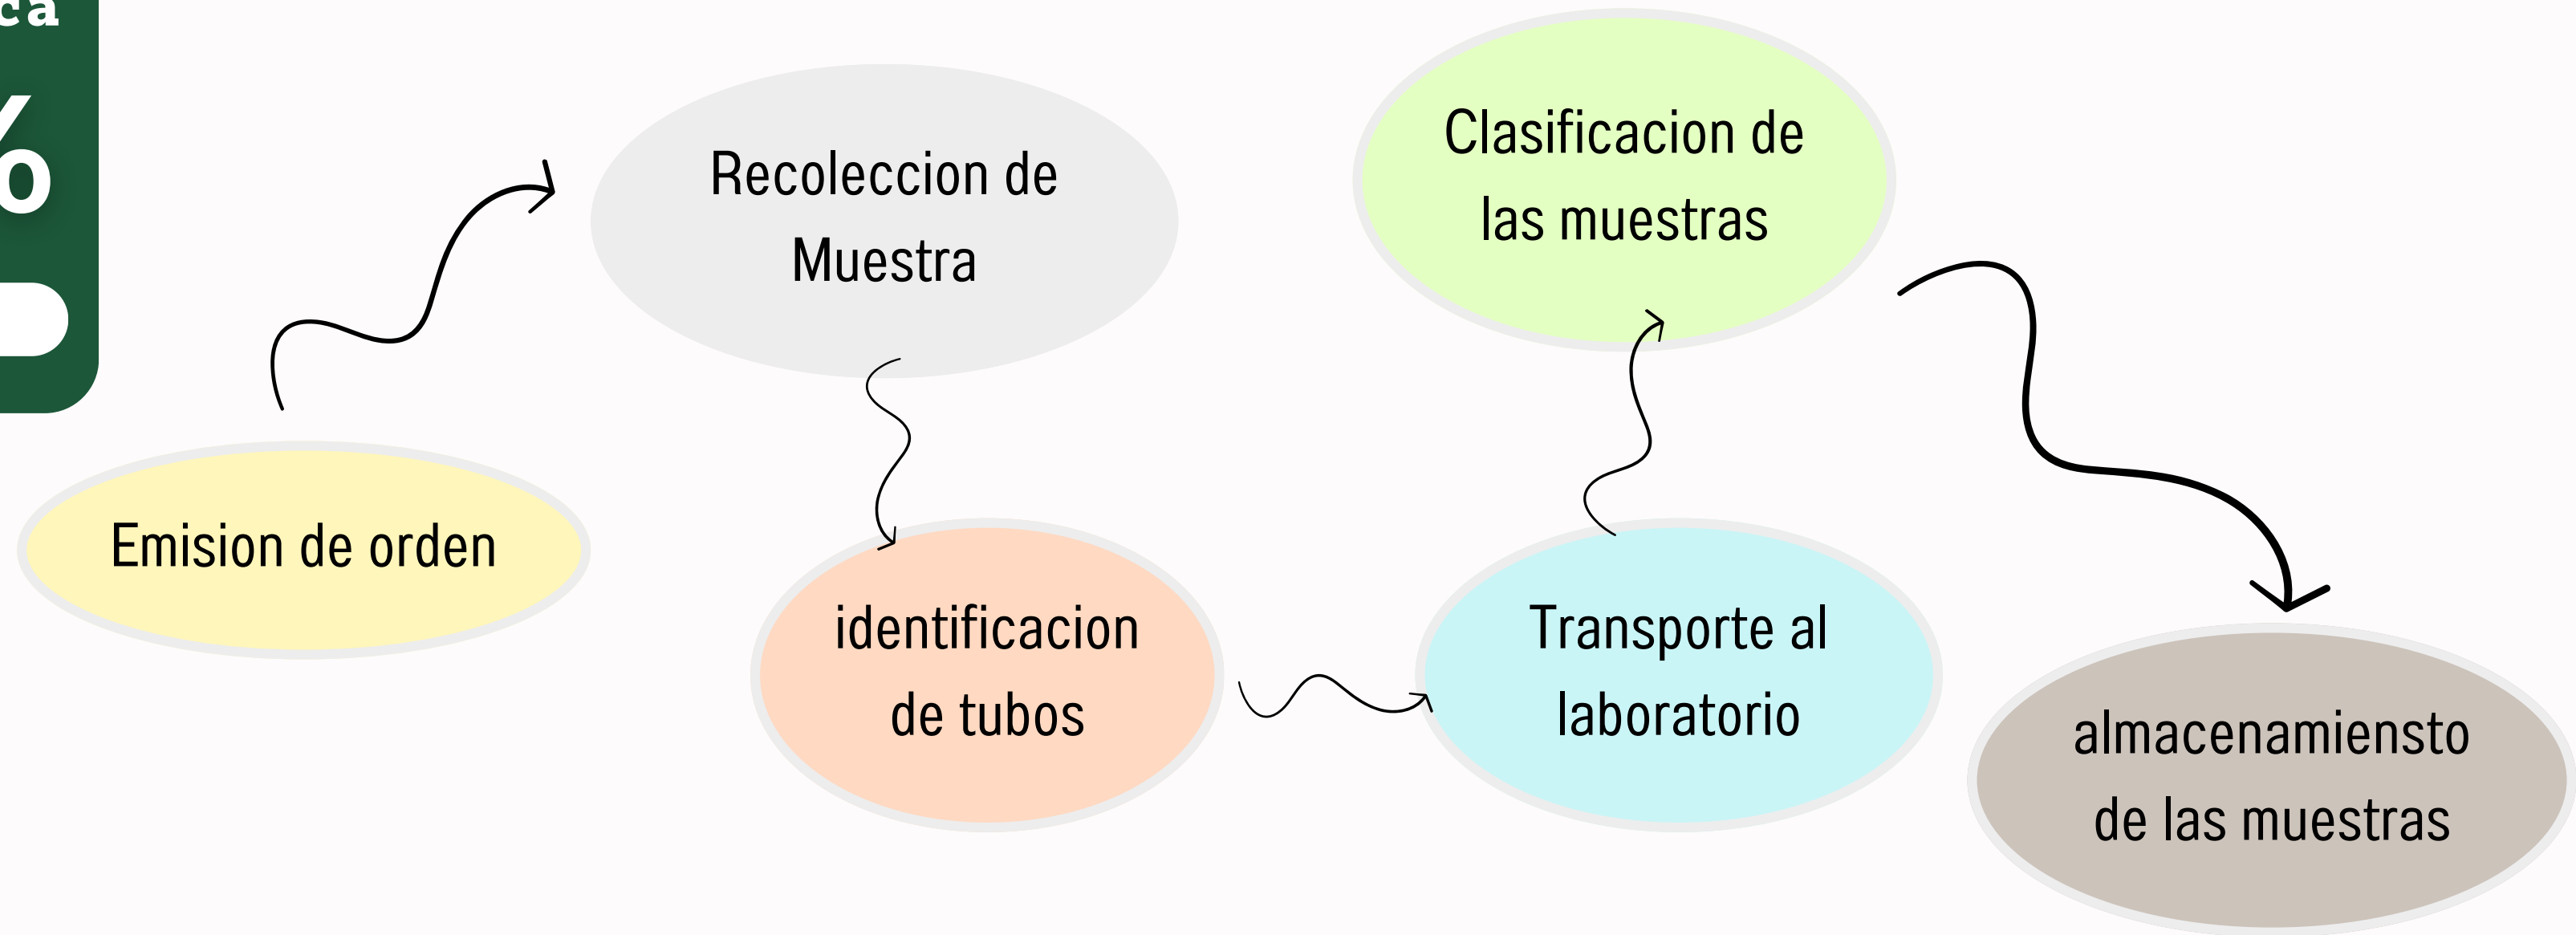 %
Emision de orden
Recoleccion de
Muestra
identificacion
de tubos
Transporte al
laboratorio
Clasificacion de
las muestras
almacenamiensto
de las muestras